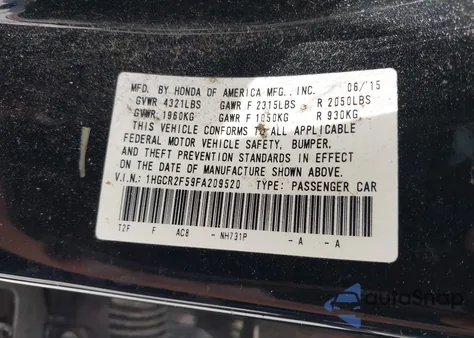 MFD. BY HONDA OF AMERICA MFG., INC. 06/15
GVWR 4321LBS GAWR F 2315LBS R 2050LBS
GVWR 1960KG GAWR F 1050KG R 930KG
THIS VEHICLE CONFORMS TO ALL APPLICABLE
FEDERAL MOTOR VEHICLE SAFETY, BUMPER,
AND THEFT PREVENTION STANDARDS IN EFFECT
ON THE DATE OF MANUFACTURE SHOWN ABOVE.
V.I.N.: 1HGCR2F59FA209520 TYPE: PASSENGER CAR
T2F F AC8 - NH731P -A -A
autoSnap